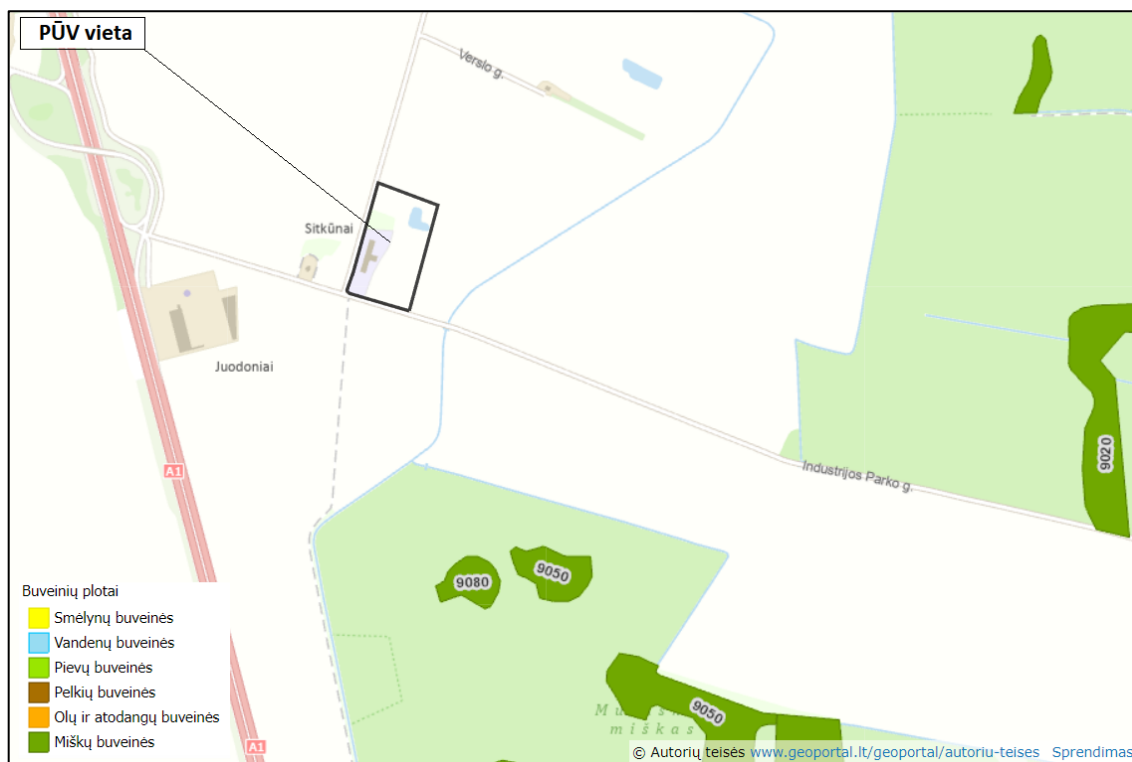 PŪV vieta
Verslo g.
Sitkūnai
Juodoniai
A1
Industrijos Parko g.
9020
9080
9050
9050
miškas
A1
Buveinių plotai
Smėlynų buveinės
Vandenų buveinės
Pievų buveinės
Pelkių buveinės
Olų ir atodangų buveinės
Miškų buveinės
© Autorių teisės www.geoportal.lt/geoportal/autoriu-teises Sprendimas